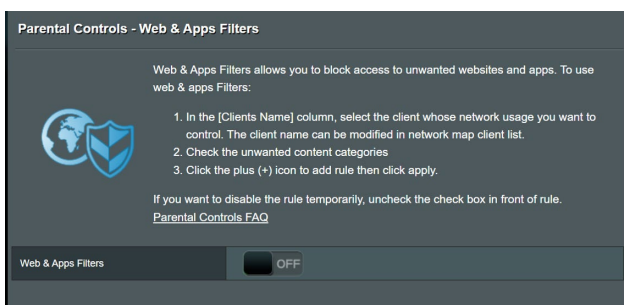 Parental Controls - Web & Apps Filters
Web & Apps Filters allows you to block access to unwanted websites and apps. To use
web & apps Filters:
1. In the [Clients Name] column, select the client whose network usage you want to
control. The client name can be modified in network map client list.
2. Check the unwanted content categories
3. Click the plus (+) icon to add rule then click apply.
If you want to disable the rule temporarily, uncheck the check box in front of rule.
Parental Controls FAQ
Web & Apps Filters OFF